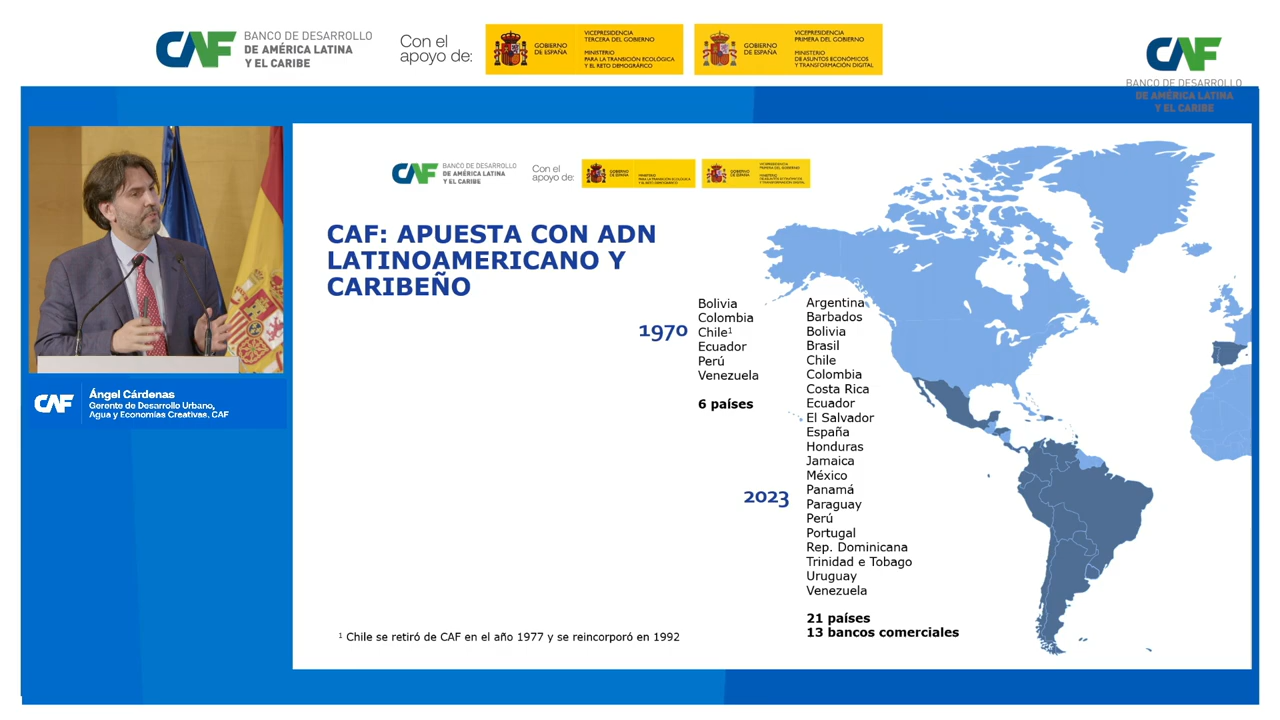 CAF
BANCO DE DESARROLLO
DE AMÉRICA LATINA
Y EL CARIBE
Con el
apoyo de:
GOBIERNO
DE ESPAÑA
VICEPRESIDENCIA
TERCERA DEL GOBIERNO
MINISTERIO
PARA LA TRANSICIÓN ECOLÓGICA
Y EL RETO DEMOGRÁFICO
GOBIERNO
DE ESPAÑA
VICEPRESIDENCIA
PRIMERA DEL GOBIERNO
MINISTERIO
DE ASUNTOS ECONÓMICOS
Y TRANSFORMACIÓN DIGITAL
CAF
BANCO DE DESARROLLO
DE AMÉRICA LATINA
Y EL CARIBE
CAF
BANCO DE DESARROLLO
DE AMÉRICA LATINA
Y EL CARIBE
Con el
apoyo de:
GOBIERNO
DE ESPAÑA
MINISTERIO
GOBIERNO
DE ESPAÑA
CAF: APUESTA CON ADN
LATINOAMERICANO Y
CARIBEÑO
1970
Bolivia
Colombia
Chile¹
Ecuador
Perú
Venezuela
6 países
2023
Argentina
Barbados
Bolivia
Brasil
Chile
Colombia
Costa Rica
Ecuador
El Salvador
España
Honduras
Jamaica
México
Panamá
Paraguay
Perú
Portugal
Rep. Dominicana
Trinidad e Tobago
Uruguay
Venezuela
21 países
13 bancos comerciales
¹ Chile se retiró de CAF en el año 1977 y se reincorporó en 1992
CAF
Ángel Cárdenas
Gerente de Desarrollo Urbano,
Agua y Economías Creativas, CAF